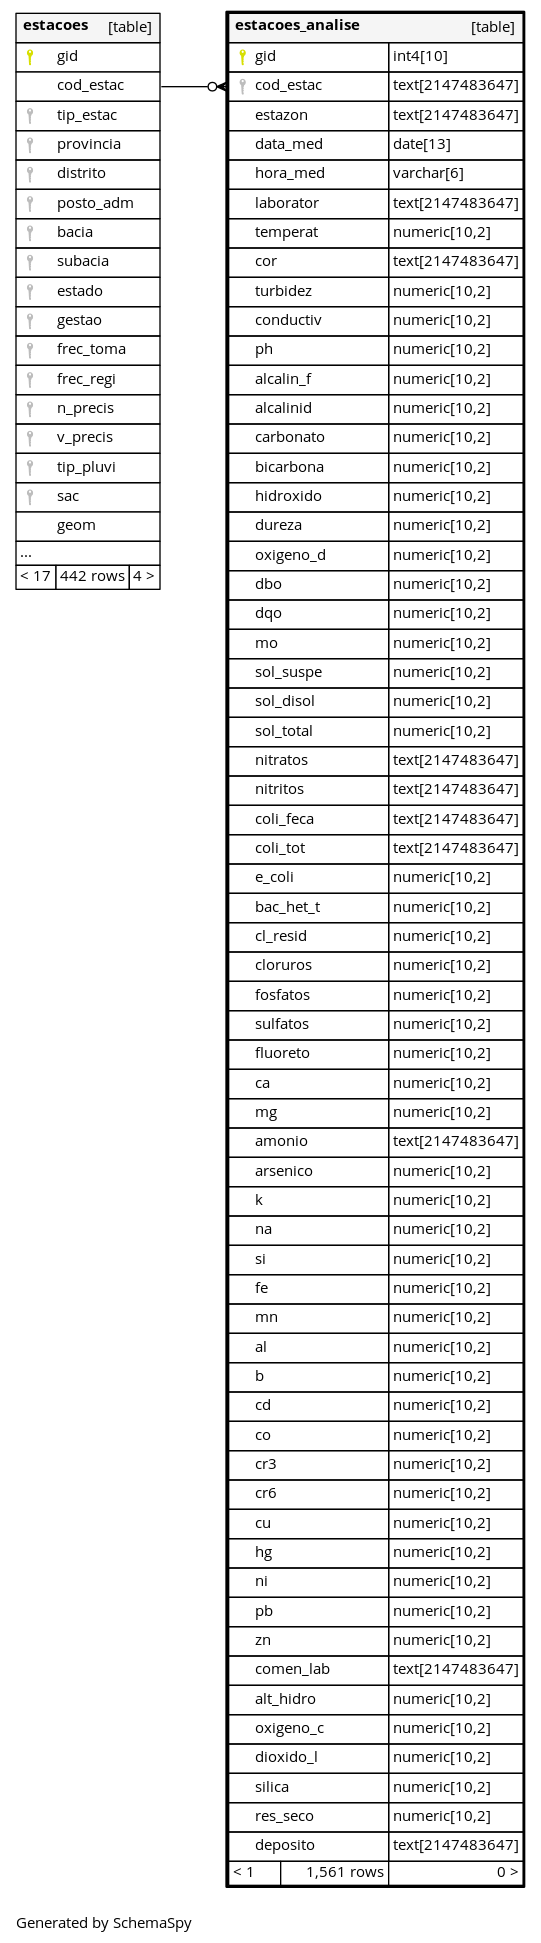 estacoes [table]
gid
cod_estac
tip_estac
provincia
distrito
posto_adm
bacia
subacia
estado
gestao
frec_toma
frec_regi
n_precis
v_precis
tip_pluvi
sac
geom
...
< 17 442 rows 4 >
estacoes_analise [table]
gid int4[10]
cod_estac text[2147483647]
estazon text[2147483647]
data_med date[13]
hora_med varchar[6]
laborator text[2147483647]
temperat numeric[10,2]
cor text[2147483647]
turbidez numeric[10,2]
conductiv numeric[10,2]
ph numeric[10,2]
alcalin_f numeric[10,2]
alcalinid numeric[10,2]
carbonato numeric[10,2]
bicarbona numeric[10,2]
hidroxido numeric[10,2]
dureza numeric[10,2]
oxigeno_d numeric[10,2]
dbo numeric[10,2]
dqo numeric[10,2]
mo numeric[10,2]
sol_suspe numeric[10,2]
sol_disol numeric[10,2]
sol_total numeric[10,2]
nitratos text[2147483647]
nitritos text[2147483647]
coli_feca text[2147483647]
coli_tot text[2147483647]
e_coli numeric[10,2]
bac_het_t numeric[10,2]
cl_resid numeric[10,2]
cloruros numeric[10,2]
fosfatos numeric[10,2]
sulfatos numeric[10,2]
fluoreto numeric[10,2]
ca numeric[10,2]
mg numeric[10,2]
amonio text[2147483647]
arsenico numeric[10,2]
k numeric[10,2]
na numeric[10,2]
si numeric[10,2]
fe numeric[10,2]
mn numeric[10,2]
al numeric[10,2]
b numeric[10,2]
cd numeric[10,2]
co numeric[10,2]
cr3 numeric[10,2]
cr6 numeric[10,2]
cu numeric[10,2]
hg numeric[10,2]
ni numeric[10,2]
pb numeric[10,2]
zn numeric[10,2]
comen_lab text[2147483647]
alt_hidro numeric[10,2]
oxigeno_c numeric[10,2]
dioxido_l numeric[10,2]
silica numeric[10,2]
res_seco numeric[10,2]
deposito text[2147483647]
< 1 1,561 rows 0 >
Generated by SchemaSpy